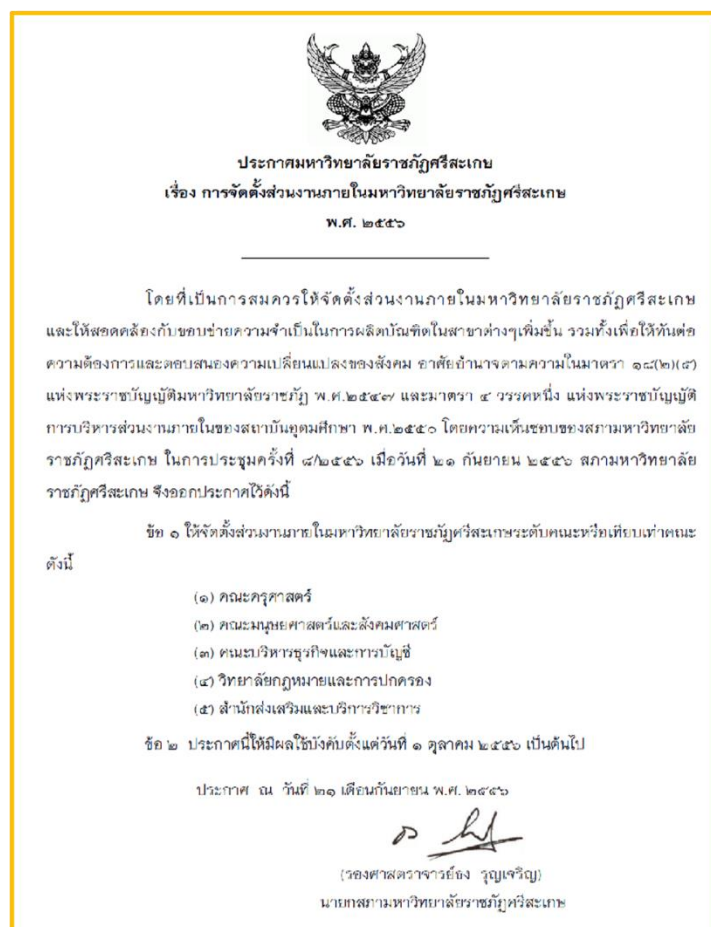 ประกาศมหาวิทยาลัยราชภัฏศรีสะเกษ
เรื่อง การจัดตั้งส่วนงานภายในมหาวิทยาลัยราชภัฏศรีสะเกษ
พ.ศ. ๒๕๕๖
โดยที่เป็นการสมควรให้จัดตั้งส่วนงานภายในมหาวิทยาลัยราชภัฏศรีสะเกษ
และให้สอดคล้องกับขอบข่ายความจำเป็นในการผลิตบัณฑิตในสาขาต่างๆเพิ่มขึ้น รวมทั้งเพื่อให้ทันต่อ
ความต้องการและตอบสนองความเปลี่ยนแปลงของสังคม อาศัยอำนาจตามความในมาตรา ๑๘(๒)(๕)
แห่งพระราชบัญญัติมหาวิทยาลัยราชภัฏ พ.ศ.๒๕๔๗ และมาตรา ๔ วรรคหนึ่ง แห่งพระราชบัญญัติ
การบริหารส่วนงานภายในของสถาบันอุดมศึกษา พ.ศ.๒๕๕๐ โดยความเห็นชอบของสภามหาวิทยาลัย
ราชภัฏศรีสะเกษ ในการประชุมครั้งที่ ๘/๒๕๕๖ เมื่อวันที่ ๒๑ กันยายน ๒๕๕๖ สภามหาวิทยาลัย
ราชภัฏศรีสะเกษ จึงออกประกาศไว้ดังนี้
ข้อ ๑ ให้จัดตั้งส่วนงานภายในมหาวิทยาลัยราชภัฏศรีสะเกษระดับคณะหรือเทียบเท่าคณะ
ดังนี้
(๑) คณะครุศาสตร์
(๒) คณะมนุษยศาสตร์และสังคมศาสตร์
(๓) คณะบริหารธุรกิจและการบัญชี
(๔) วิทยาลัยกฎหมายและการปกครอง
(๕) สำนักส่งเสริมและบริการวิชาการ
ข้อ ๒ ประกาศนี้ให้มีผลใช้บังคับตั้งแต่วันที่ ๑ ตุลาคม ๒๕๕๖ เป็นต้นไป
ประกาศ ณ วันที่ ๒๑ เดือนกันยายน พ.ศ. ๒๕๕๖
(รองศาสตราจารย์ธง รุญเจริญ)
นายกสภามหาวิทยาลัยราชภัฏศรีสะเกษ